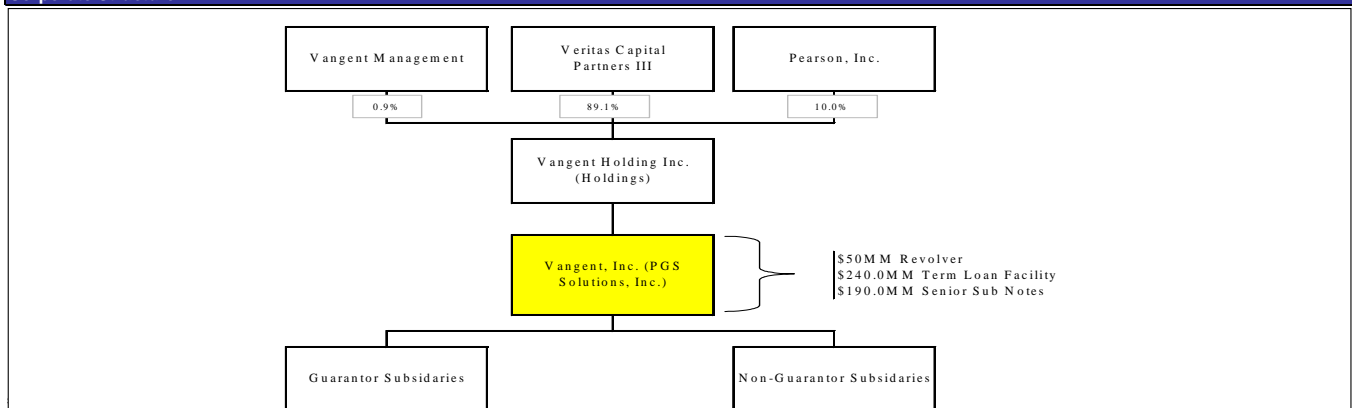 Vangent Management
Veritas Capital
Partners III
Pearson, Inc.
0.9%
89.1%
10.0%
Vangent Holding Inc.
(Holdings)
Vangent, Inc. (PGS
Solutions, Inc.)
$50MM Revolver
$240.0MM Term Loan Facility
$190.0MM Senior Sub Notes
Guarantor Subsidaries
Non-Guarantor Subsidiaries